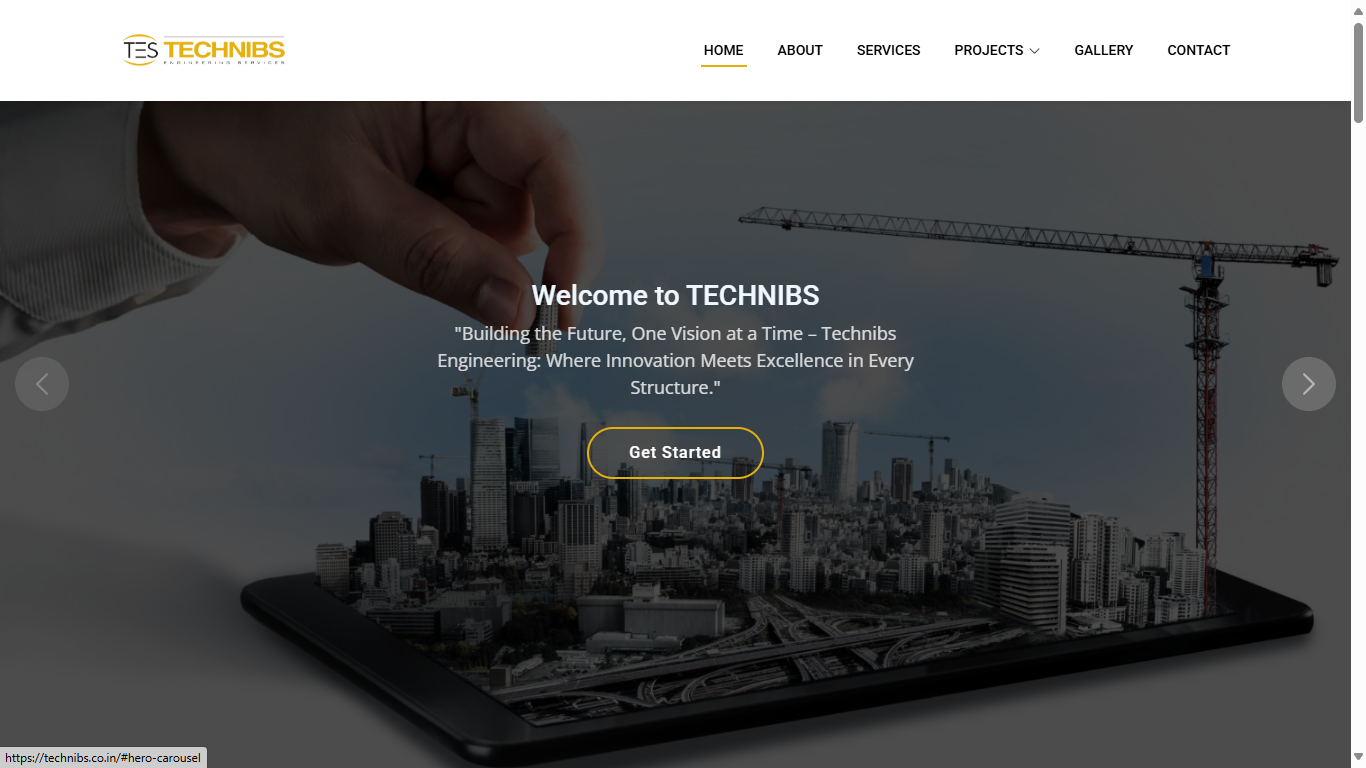 TES TECHNIBS
ENGINEERING SERVICES
HOME ABOUT SERVICES PROJECTS GALLERY CONTACT
Welcome to TECHNIBS
"Building the Future, One Vision at a Time – Technibs
Engineering: Where Innovation Meets Excellence in Every
Structure."
Get Started
https://technibs.co.in/#hero-carousel